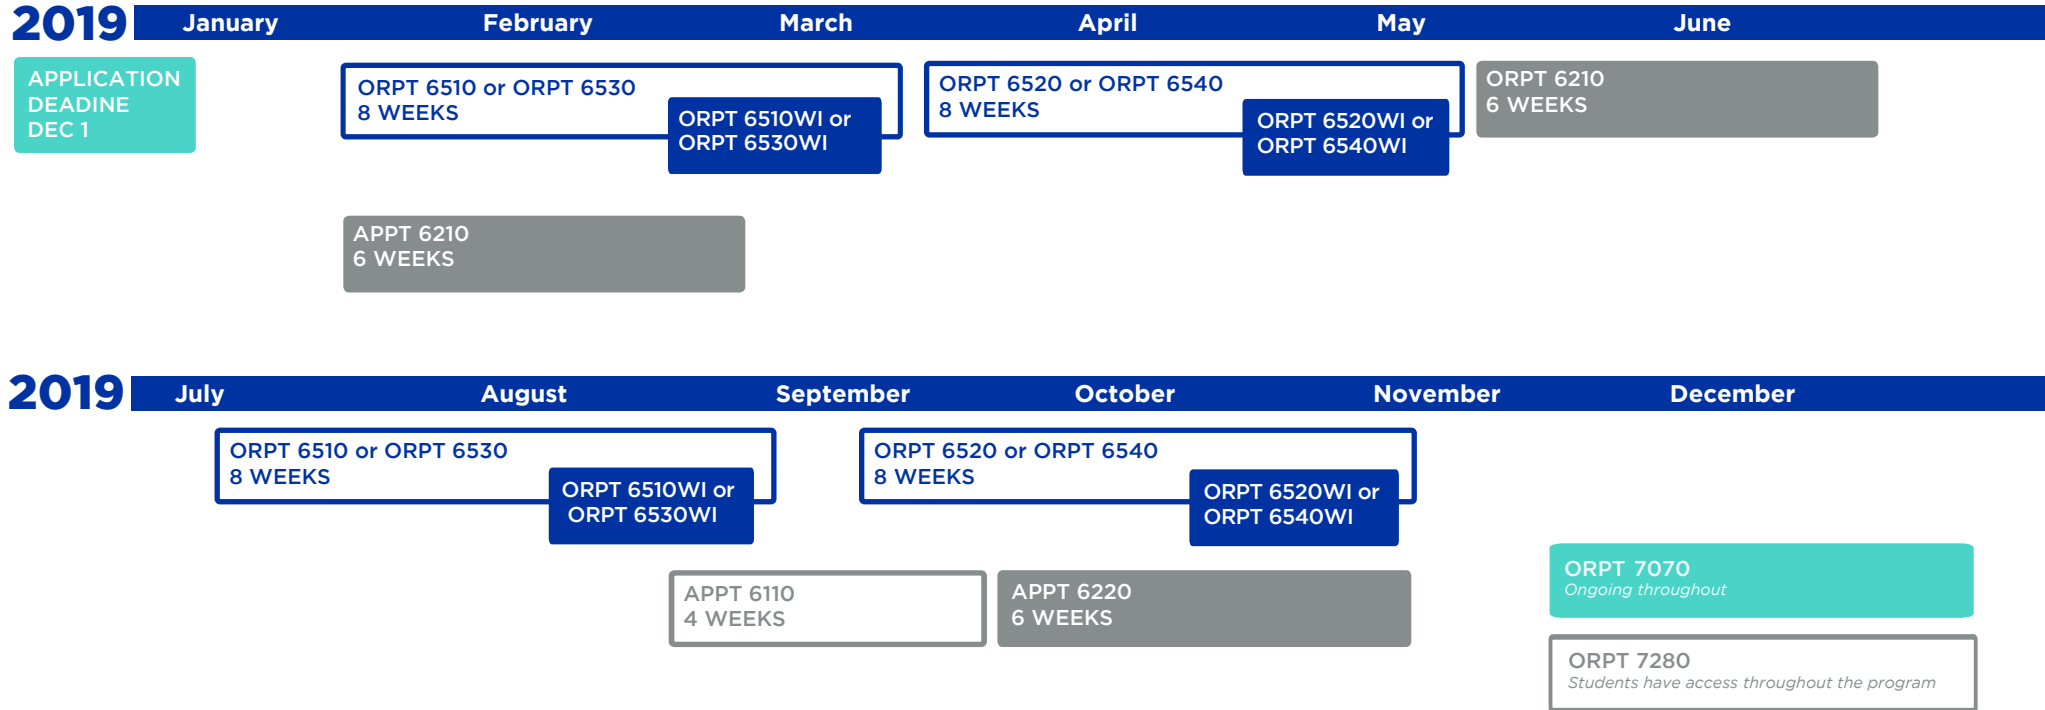 2019 January February March April May June
APPLICATION
DEADINE
DEC 1
ORPT 6510 or ORPT 6530
8 WEEKS
ORPT 6510WI or
ORPT 6530WI
ORPT 6520 or ORPT 6540
8 WEEKS
ORPT 6520WI or
ORPT 6540WI
ORPT 6210
6 WEEKS
APPT 6210
6 WEEKS
2019 July August September October November December
ORPT 6510 or ORPT 6530
8 WEEKS
ORPT 6510WI or
ORPT 6530WI
ORPT 6520 or ORPT 6540
8 WEEKS
ORPT 6520WI or
ORPT 6540WI
APPT 6110
4 WEEKS
APPT 6220
6 WEEKS
ORPT 7070
Ongoing throughout
ORPT 7280
Students have access throughout the program